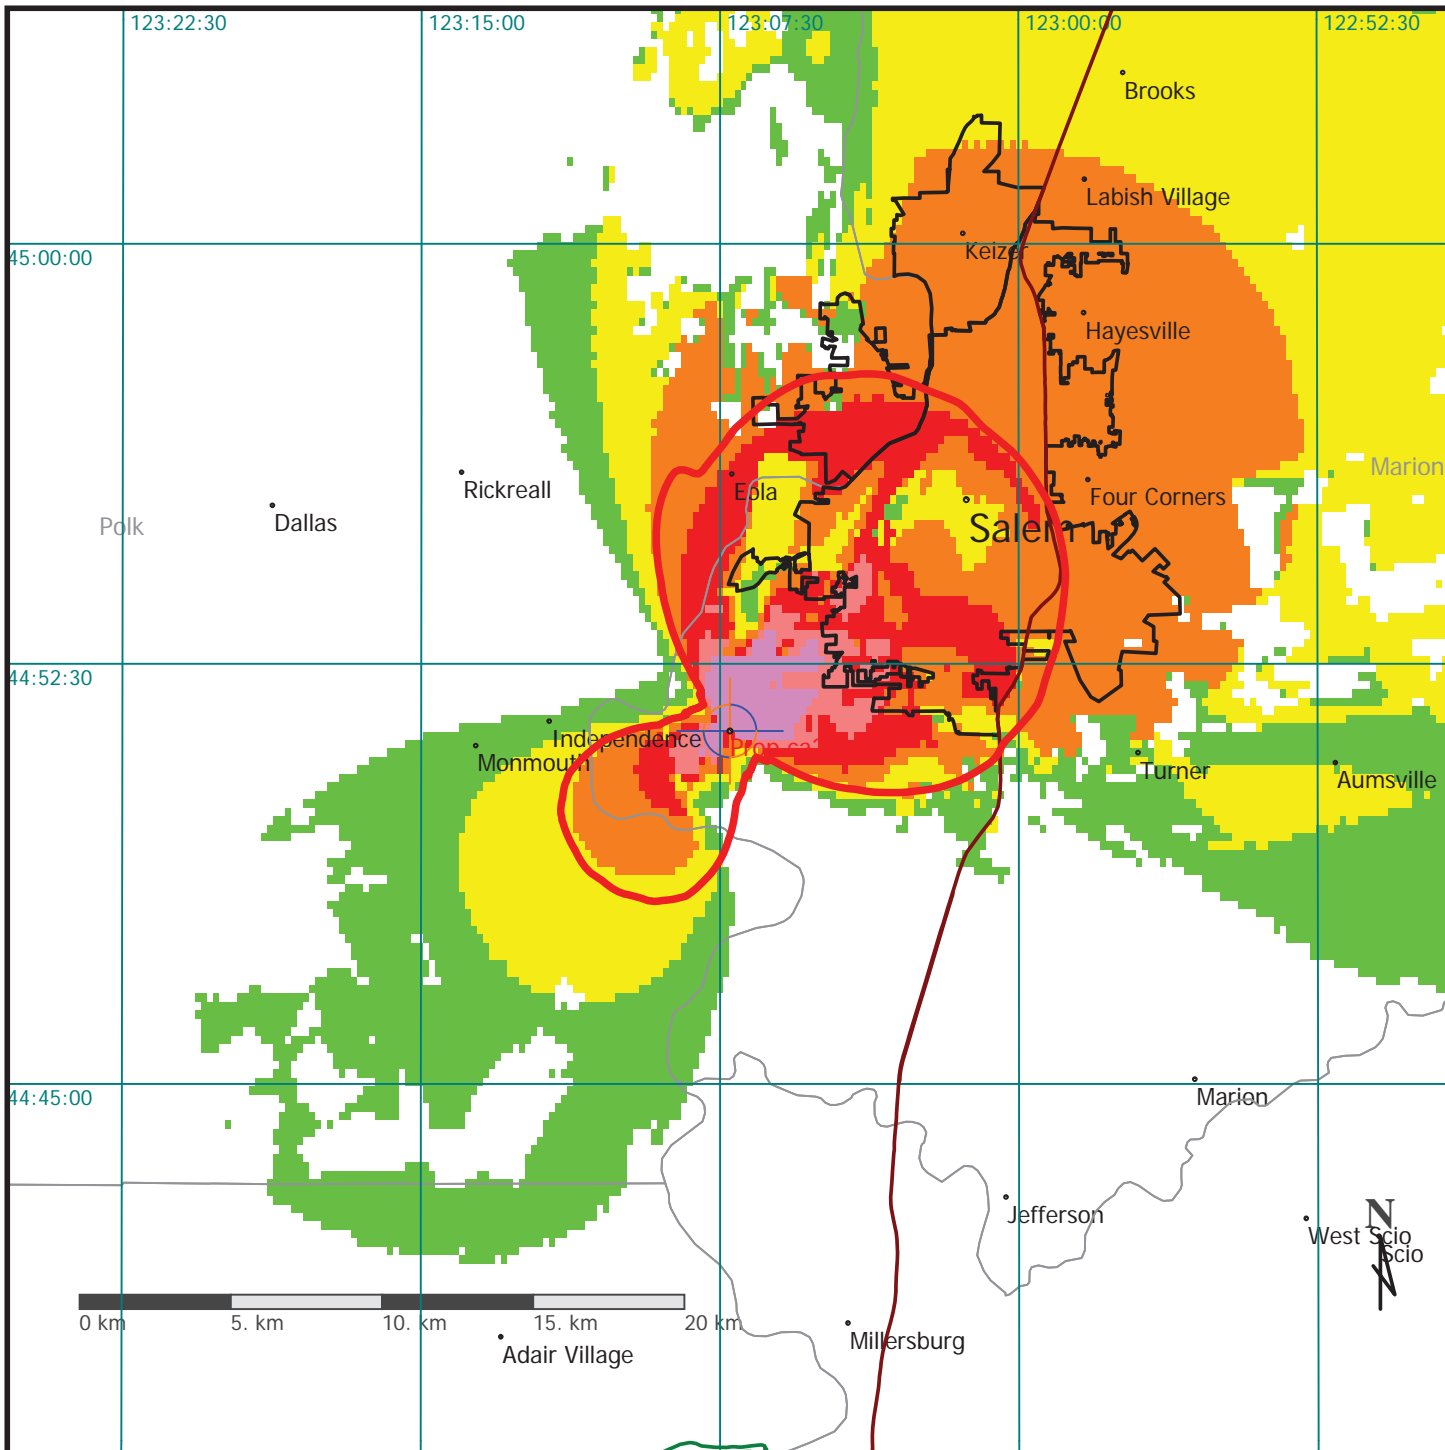 123:22:30 123:15:00 123:07:30 123:00:00 122:52:30
Brooks
Labish Village
Keizer
45:00:00
Hayesville
Marion
Rickreall
Eola
Four Corners
Dallas
Polk
Salem
44:52:30
Independence
Monmouth
Turner
Aumsville
44:45:00
Marion
Jefferson
N
West Scio
Scio
0 km 5. km 10. km 15. km 20 km
Millersburg
Adair Village